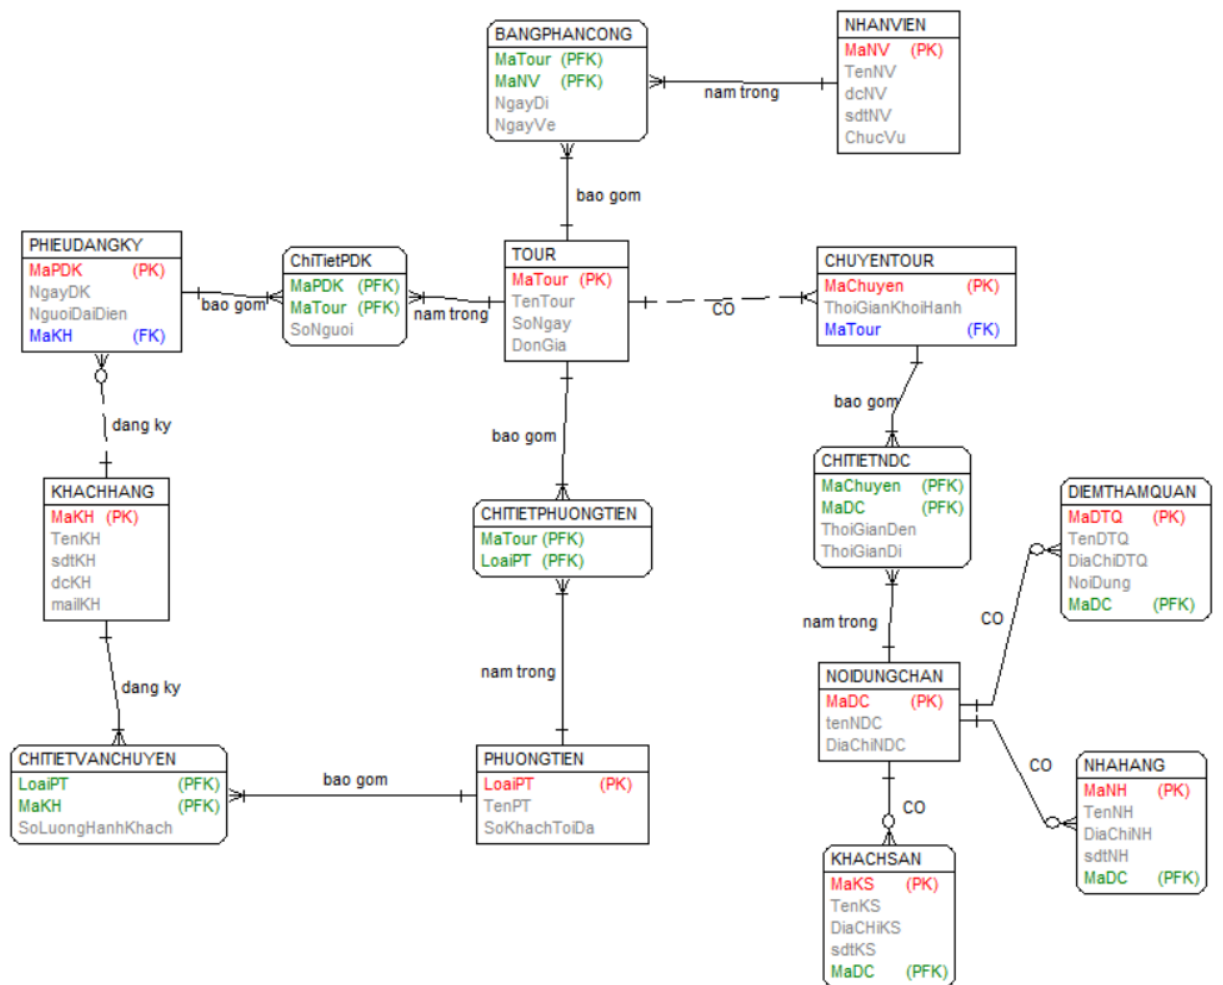 BANGPHANCONG
MaTour (PFK)
MaNV (PFK)
NgayDi
NgayVe
nam trong
NHANVIEN
MaNV (PK)
TenNV
dcNV
sdtNV
ChucVu
bao gom
PHIEUDANGKY
MaPDK (PK)
NgayDK
NguoiDaiDien
MaKH (FK)
bao gom
ChiTietPDK
MaPDK (PFK)
MaTour (PFK)
SoNguoi
nam trong
TOUR
MaTour (PK)
TenTour
SoNgay
DonGia
CO
CHUYENTOUR
MaChuyen (PK)
ThoiGianKhoiHanh
MaTour (FK)
dang ky
bao gom
bao gom
KHACHHANG
MaKH (PK)
TenKH
sdtKH
dcKH
mailKH
CHITIETPHUONGTIEN
MaTour (PFK)
LoaiPT (PFK)
CHITIETNDC
MaChuyen (PFK)
MaDC (PFK)
ThoiGianDen
ThoiGianDi
DIEMTHAMQUAN
MaDTQ (PK)
TenDTQ
DiaChiDTQ
NoiDung
MaDC (PFK)
dang ky
nam trong
nam trong
CO
NOIDUNGCHAN
MaDC (PK)
tenNDC
DiaChiNDC
CHITIETVANCHUYEN
LoaiPT (PFK)
MaKH (PFK)
SoLuongHanhKhach
bao gom
PHUONGTIEN
LoaiPT (PK)
TenPT
SoKhachToiDa
CO
CO
NHAHANG
MaNH (PK)
TenNH
DiaChiNH
sdtNH
MaDC (PFK)
KHACHSAN
MaKS (PK)
TenKS
DiaCHiKS
sdtKS
MaDC (PFK)